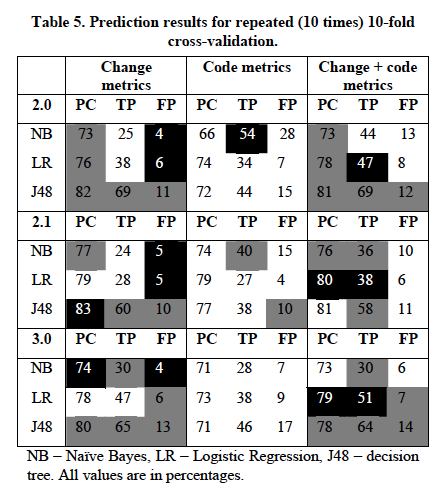 Table 5. Prediction results for repeated (10 times) 10-fold
cross-validation.
Change metrics Code metrics Change + code metrics
2.0 PC TP FP PC TP FP PC TP FP
NB 73 25 4 66 54 28 73 44 13
LR 76 38 6 74 34 7 78 47 8
J48 82 69 11 72 44 15 81 69 12
2.1 PC TP FP PC TP FP PC TP FP
NB 77 24 5 74 40 15 76 36 10
LR 79 28 5 79 27 4 80 38 6
J48 83 60 10 77 38 10 81 58 11
3.0 PC TP FP PC TP FP PC TP FP
NB 74 30 4 71 28 7 73 30 6
LR 78 47 6 73 38 9 79 51 7
J48 80 65 13 71 46 17 78 64 14
NB – Naïve Bayes, LR – Logistic Regression, J48 – decision
tree. All values are in percentages.